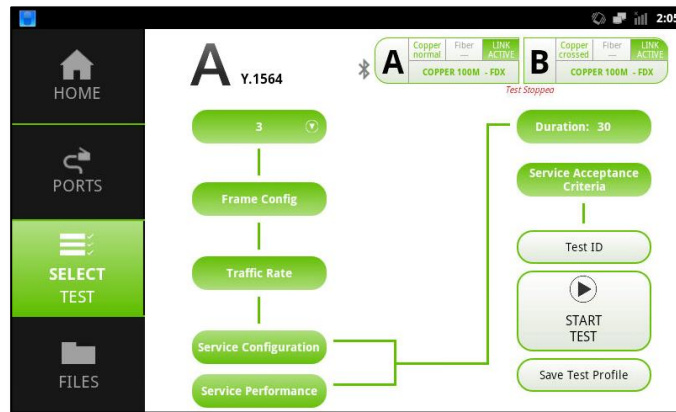 2:05
HOME
PORTS
SELECT
TEST
FILES
A Y.1564
A
Copper
normal
Fiber
---
LINK
ACTIVE
COPPER 100M - FDX
B
Copper
crossed
Fiber
---
LINK
ACTIVE
COPPER 100M - FDX
Test Stopped
3
Frame Config
Traffic Rate
Service Configuration
Service Performance
Duration: 30
Service Acceptance
Criteria
Test ID
START
TEST
Save Test Profile